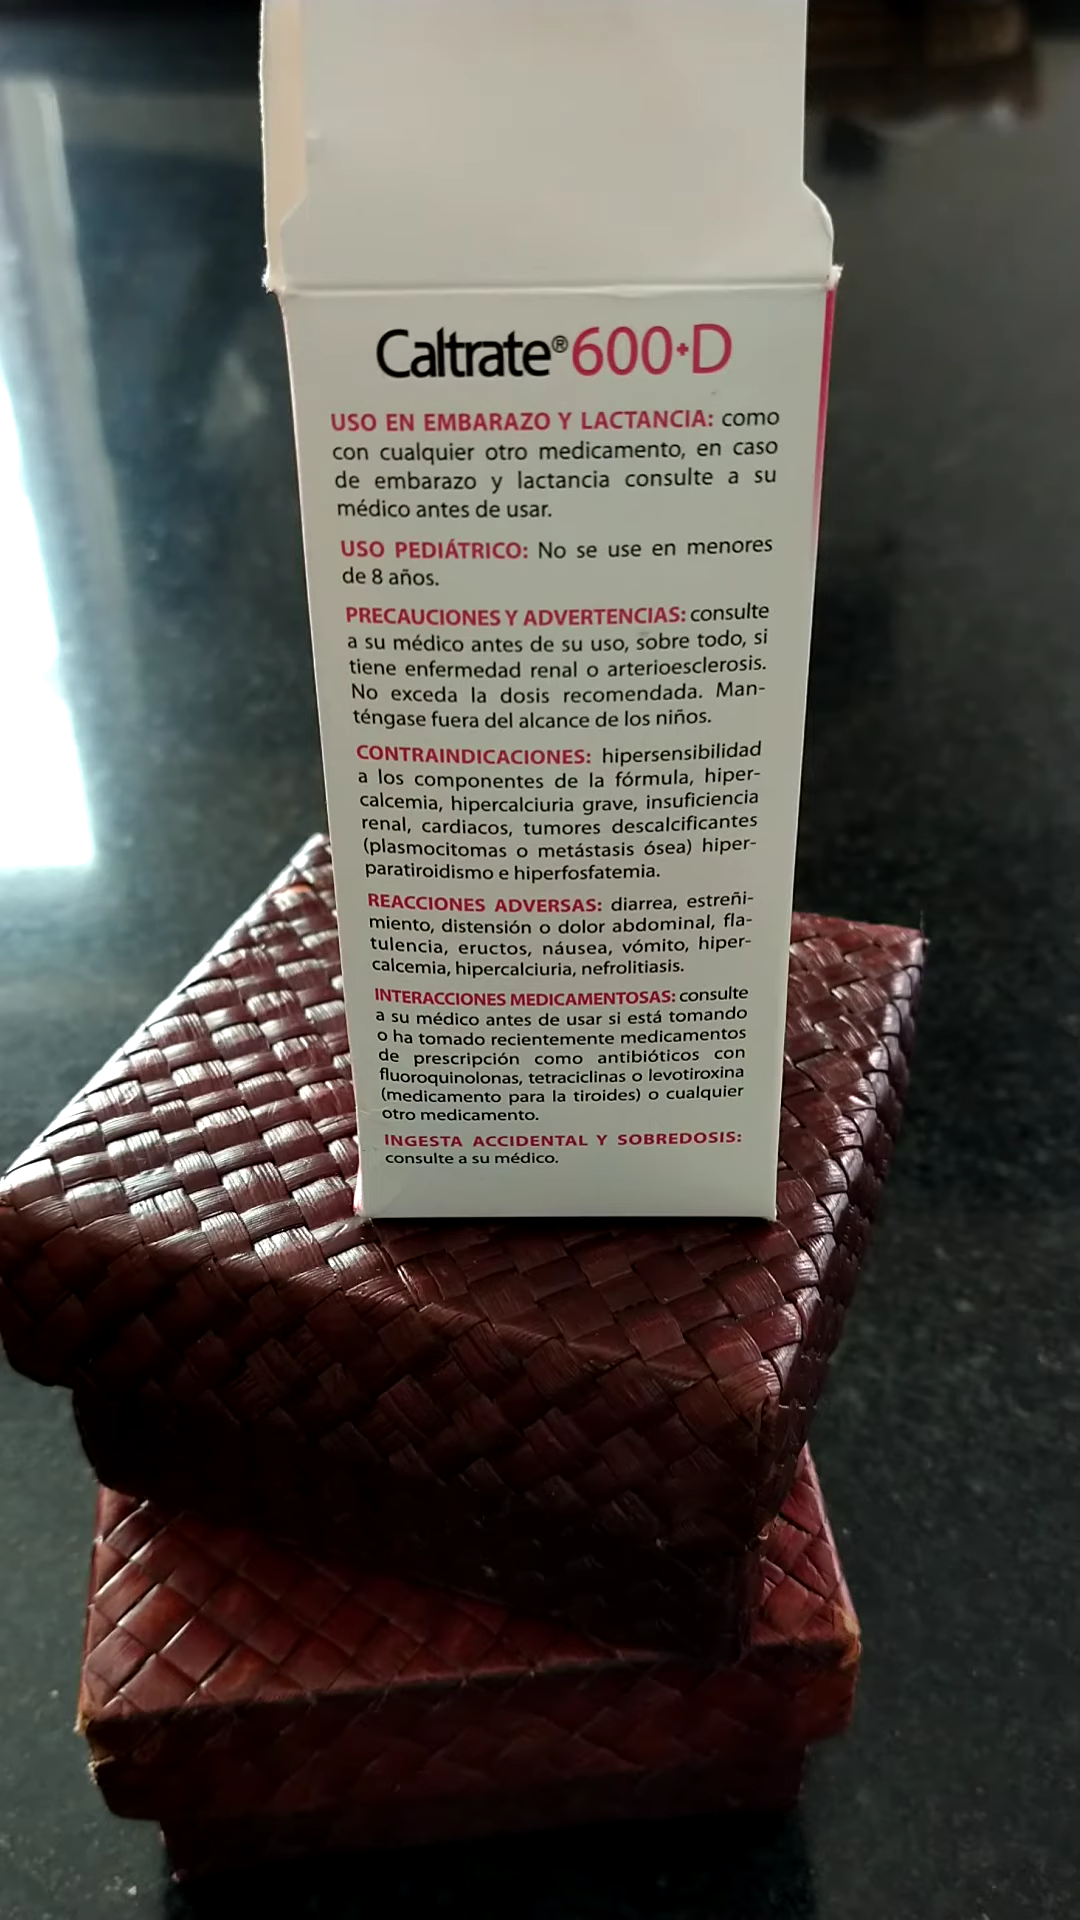 Caltrate®600+D
USO EN EMBARAZO Y LACTANCIA: como
con cualquier otro medicamento, en caso
de embarazo y lactancia consulte a su
médico antes de usar.
USO PEDIÁTRICO: No se use en menores
de 8 años.
PRECAUCIONES Y ADVERTENCIAS: consulte
a su médico antes de su uso, sobre todo, si
tiene enfermedad renal o arterioesclerosis.
No exceda la dosis recomendada. Man-
téngase fuera del alcance de los niños.
CONTRAINDICACIONES: hipersensibilidad
a los componentes de la fórmula, hiper-
calcemia, hipercalciuria grave, insuficiencia
renal, cardiacos, tumores descalcificantes
(plasmocitomas o metástasis ósea) hiper-
paratiroidismo e hiperfosfatemia.
REACCIONES ADVERSAS: diarrea, estreñi-
miento, distensión o dolor abdominal, fla-
tulencia, eructos, náusea, vómito, hiper-
calcemia, hipercalciuria, nefrolitiasis.
INTERACCIONES MEDICAMENTOSAS: consulte
a su médico antes de usar si está tomando
o ha tomado recientemente medicamentos
de prescripción como antibióticos con
fluoroquinolonas, tetraciclinas o levotiroxina
(medicamento para la tiroides) o cualquier
otro medicamento.
INGESTA ACCIDENTAL Y SOBREDOSIS:
consulte a su médico.